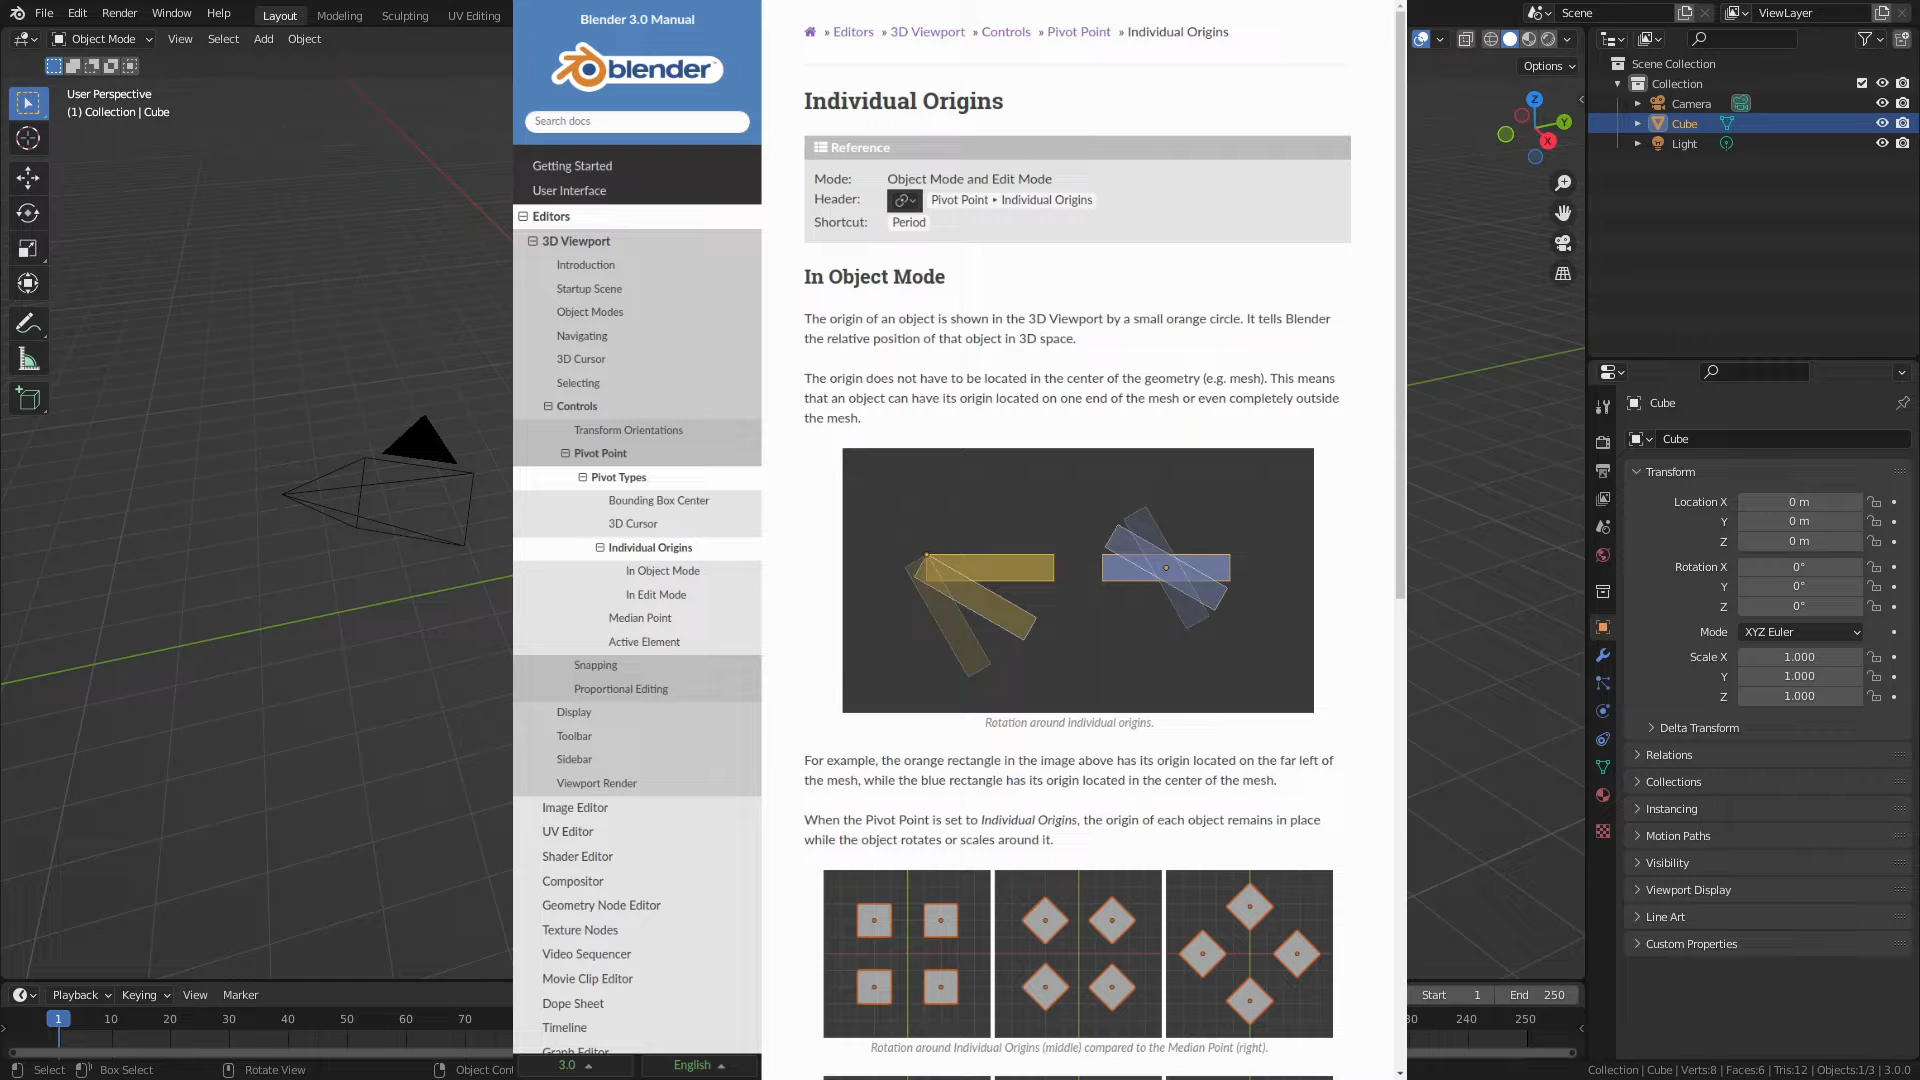 File Edit Render Window Help Layout Modeling Sculpting UV Editing
Object Mode View Select Add Object
User Perspective
(1) Collection | Cube
Blender 3.0 Manual
blender
Search docs
Getting Started
User Interface
Editors
3D Viewport
Introduction
Startup Scene
Object Modes
Navigating
3D Cursor
Selecting
Controls
Transform Orientations
Pivot Point
Pivot Types
Bounding Box Center
3D Cursor
Individual Origins
In Object Mode
In Edit Mode
Median Point
Active Element
Snapping
Proportional Editing
Display
Toolbar
Sidebar
Viewport Render
Image Editor
UV Editor
Shader Editor
Compositor
Geometry Node Editor
Texture Nodes
Video Sequencer
Movie Clip Editor
Dope Sheet
Timeline
Graph Editor
3.0 English
» Editors » 3D Viewport » Controls » Pivot Point » Individual Origins
Individual Origins
Reference
Mode: Object Mode and Edit Mode
Header: Pivot Point ‣ Individual Origins
Shortcut: Period
In Object Mode
The origin of an object is shown in the 3D Viewport by a small orange circle. It tells Blender
the relative position of that object in 3D space.
The origin does not have to be located in the center of the geometry (e.g. mesh). This means
that an object can have its origin located on one end of the mesh or even completely outside
the mesh.
Rotation around individual origins.
For example, the orange rectangle in the image above has its origin located on the far left of
the mesh, while the blue rectangle has its origin located in the center of the mesh.
When the Pivot Point is set to Individual Origins, the origin of each object remains in place
while the object rotates or scales around it.
Rotation around Individual Origins (middle) compared to the Median Point (right).
Scene ViewLayer
Options
Z
Y
X
Scene Collection
Collection
Camera
Cube
Light
Cube
Cube
Transform
Location X 0 m
Y 0 m
Z 0 m
Rotation X 0°
Y 0°
Z 0°
Mode XYZ Euler
Scale X 1.000
Y 1.000
Z 1.000
Delta Transform
Relations
Collections
Instancing
Motion Paths
Visibility
Viewport Display
Line Art
Custom Properties
Playback Keying View Marker
Start 1 End 250
1 10 20 30 40 50 60 70
240 250
Select Box Select Rotate View Object Cont
Collection | Cube | Verts:8 | Faces:6 | Tris:12 | Objects:1/3 | 3.0.0